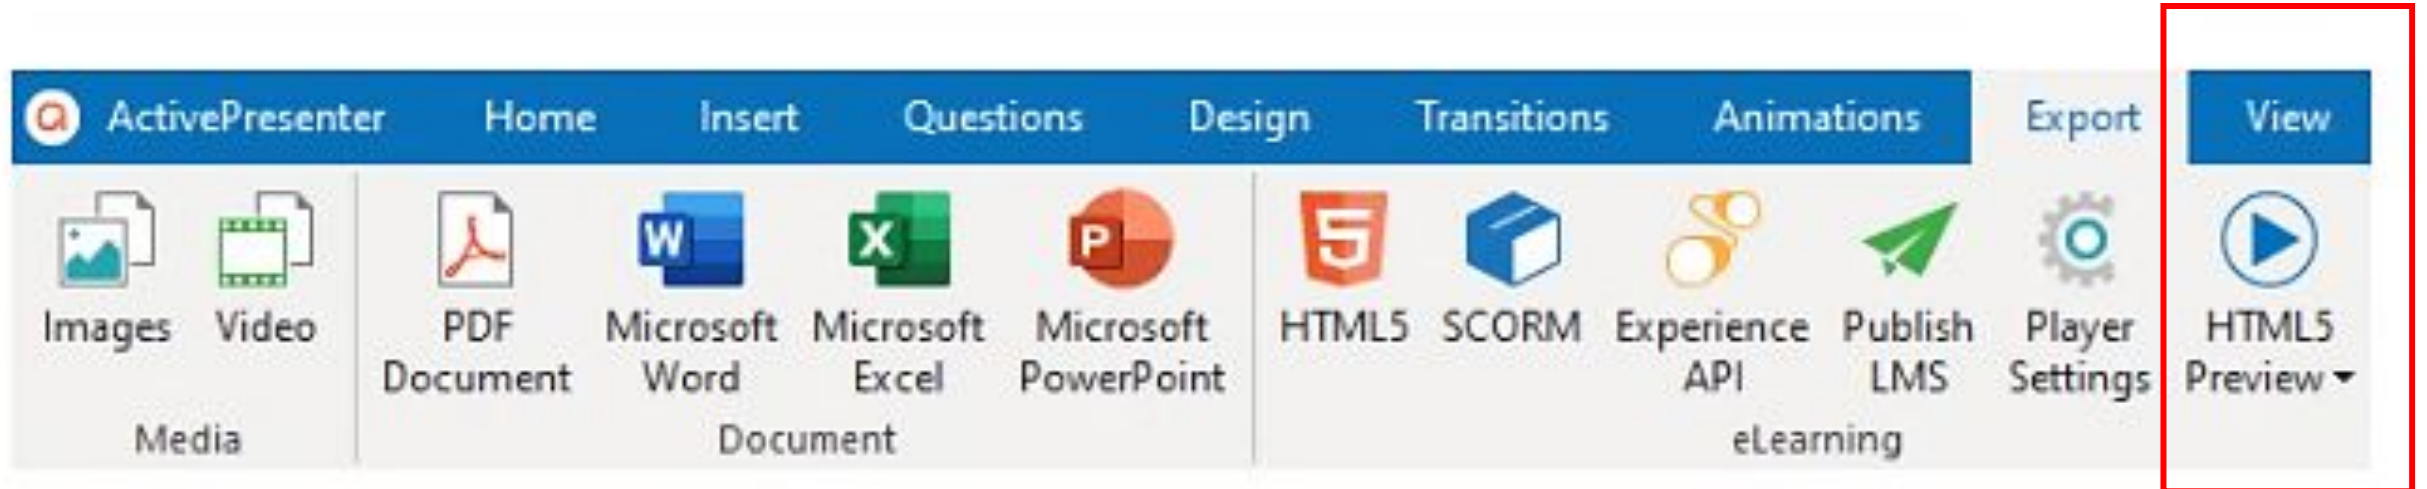 ActivePresenter Home Insert Questions Design Transitions Animations Export View
Images Video PDF Document Microsoft Word Microsoft Excel Microsoft PowerPoint HTML5 SCORM Experience API Publish LMS Player Settings HTML5 Preview
Media Document eLearning